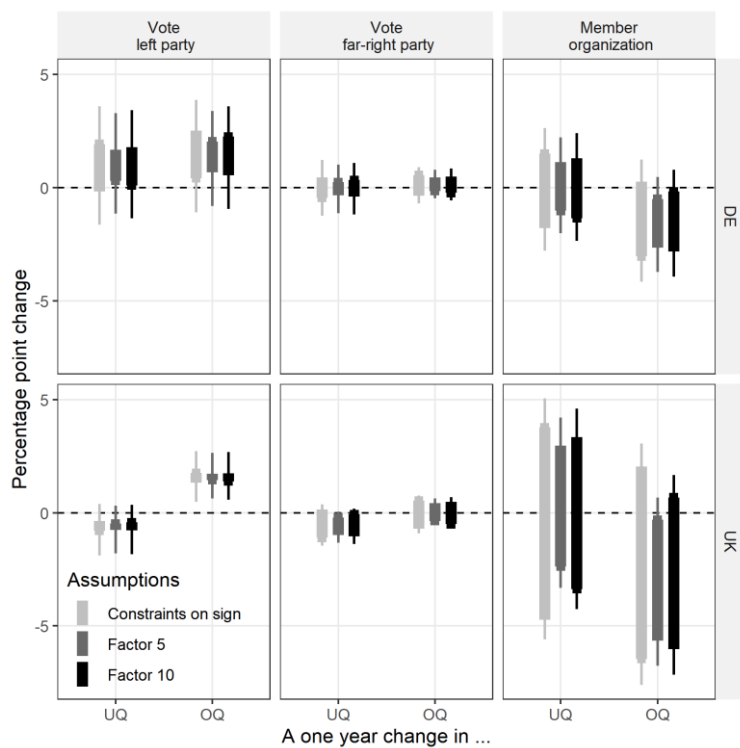 Vote
left party
Vote
far-right party
Member
organization
5
0
-5
DE
5
0
-5
UK
Percentage point change
Assumptions
Constraints on sign
Factor 5
Factor 10
UQ
OQ
UQ
OQ
UQ
OQ
A one year change in ...